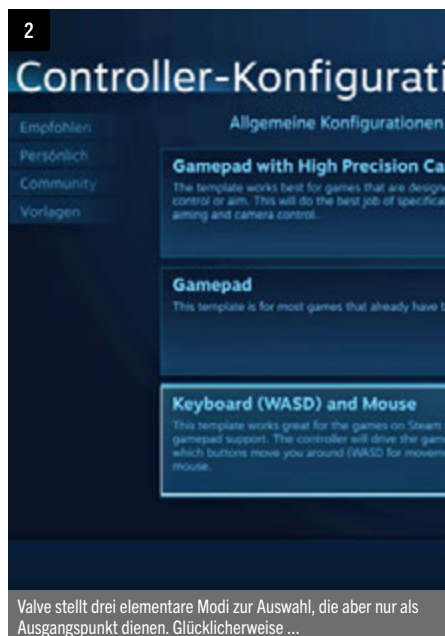 2
Controller-Konfigurati
Allgemeine Konfigurationen
Empfohlen
Persönlich
Community
Vorlagen
Gamepad with High Precision Ca
The template works best for games that are design
control or aim. This will do the best job of specifical
aiming and camera control.
Gamepad
This template is for most games that already have b
Keyboard (WASD) and Mouse
This template works great for the games on Steam
gamepad support. The controller will drive the gam
which buttons move you around (WASD for movem
mouse.
Valve stellt drei elementare Modi zur Auswahl, die aber nur als
Ausgangspunkt dienen. Glücklicherweise ...